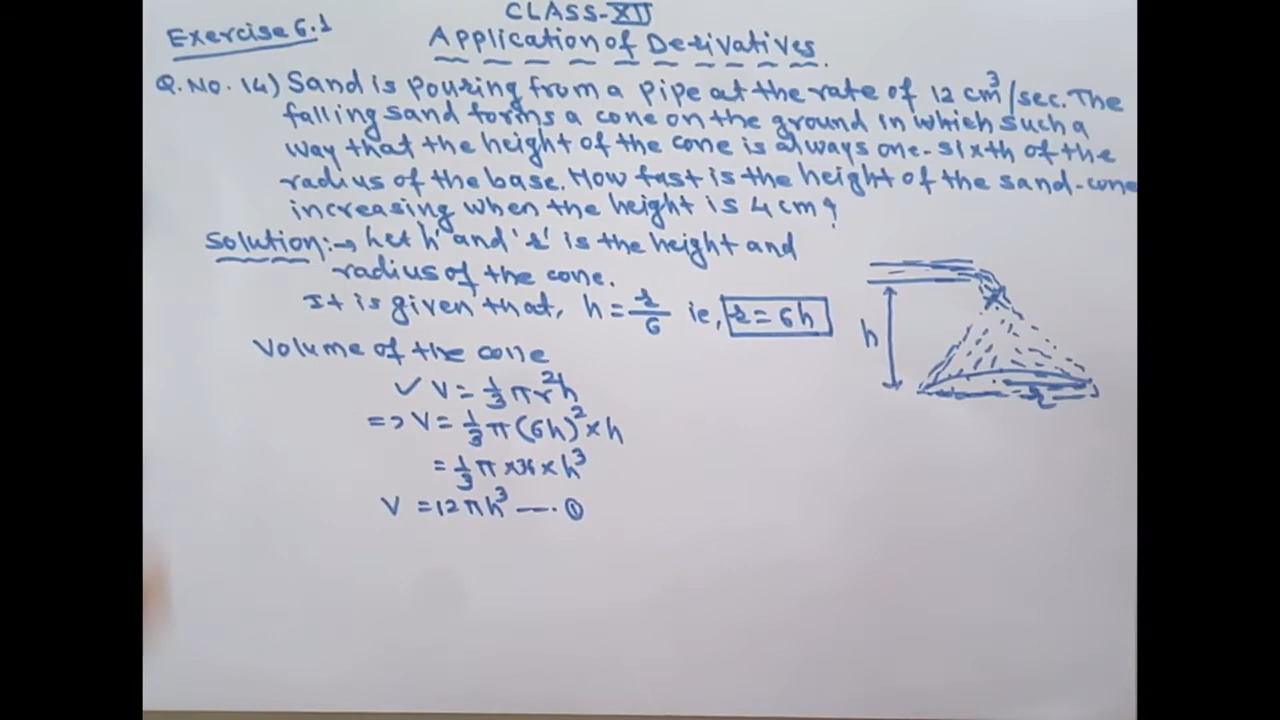 CLASS-XII
Exercise 6.1
Application of Derivatives.
Q.No. 14) Sand is pouring from a pipe at the rate of 12 cm³/sec. The
falling sand forms a cone on the ground in which such a
way that the height of the cone is always one-sixth of the
radius of the base. How fast is the height of the sand-cone
increasing when the height is 4 cm?
Solution:→ Let 'h' and 'r' is the height and
radius of the cone.
It is given that, h = r/6 ie, r = 6h
Volume of the cone
✓ V = 1/3 πr²h
=> V = 1/3 π (6h)² × h
= 1/3 π × 36 × h³
V = 12πh³ —.. ①
h
r